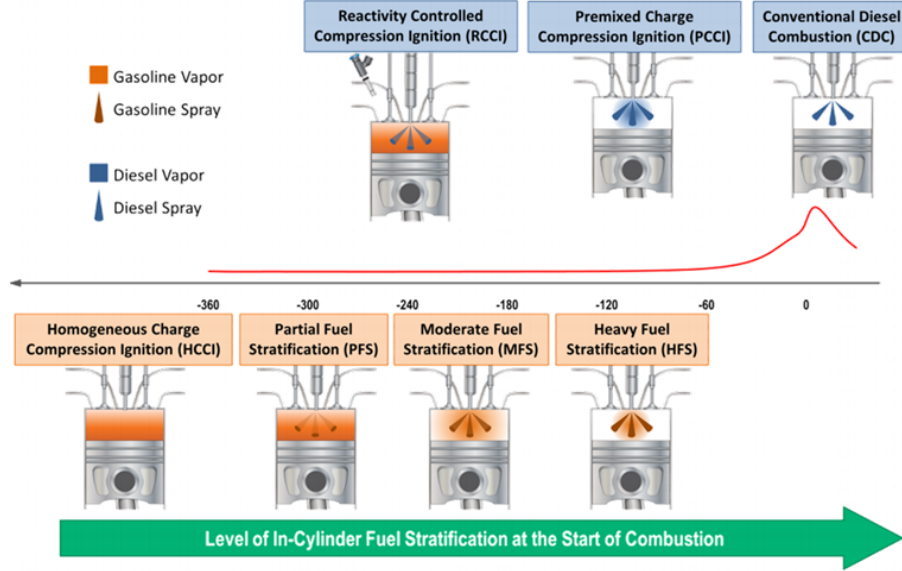 Reactivity Controlled
Compression Ignition (RCCI)
Premixed Charge
Compression Ignition (PCCI)
Conventional Diesel
Combustion (CDC)
Gasoline Vapor
Gasoline Spray
Diesel Vapor
Diesel Spray
-360
-300
-240
-180
-120
-60
0
Homogeneous Charge
Compression Ignition (HCCI)
Partial Fuel
Stratification (PFS)
Moderate Fuel
Stratification (MFS)
Heavy Fuel
Stratification (HFS)
Level of In-Cylinder Fuel Stratification at the Start of Combustion